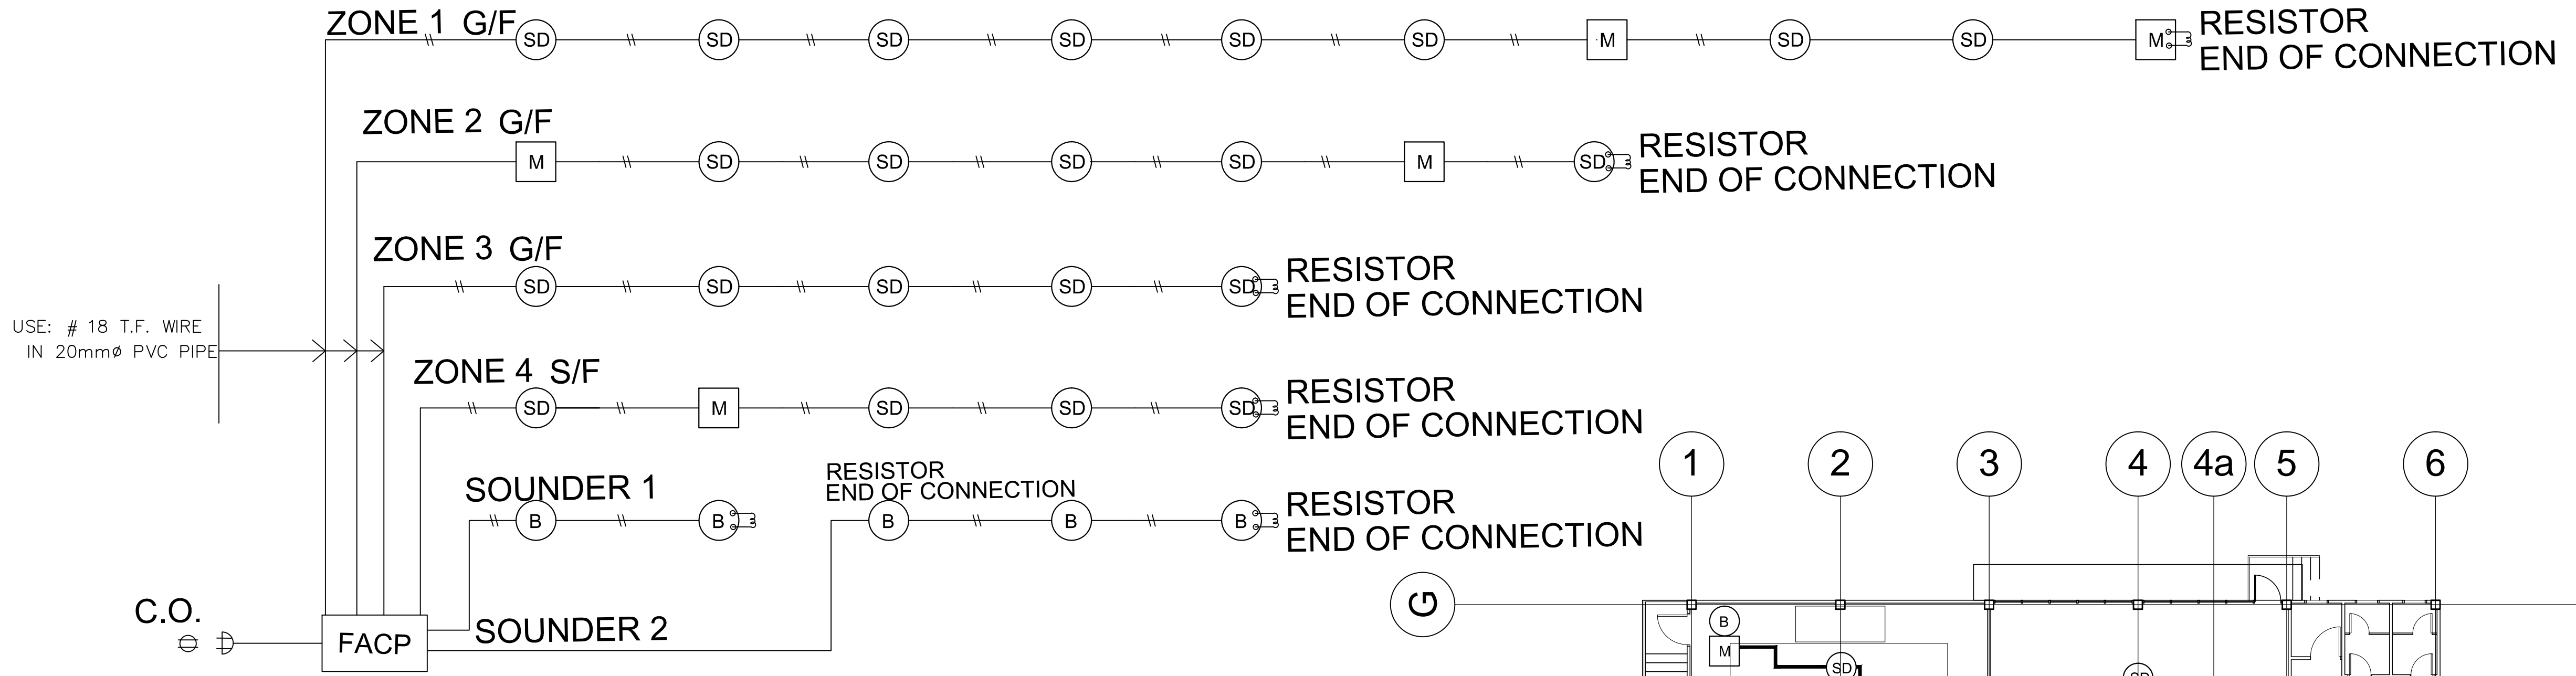 ZONE 1 G/F
SD SD SD SD SD SD M SD SD M
RESISTOR
END OF CONNECTION
ZONE 2 G/F
M SD SD SD SD M SD
RESISTOR
END OF CONNECTION
ZONE 3 G/F
SD SD SD SD SD
RESISTOR
END OF CONNECTION
USE: # 18 T.F. WIRE
IN 20mmø PVC PIPE
ZONE 4 S/F
SD M SD SD SD
RESISTOR
END OF CONNECTION
SOUNDER 1
B B
RESISTOR
END OF CONNECTION
B B B
RESISTOR
END OF CONNECTION
C.O.
FACP
SOUNDER 2
1 2 3 4 4a 5 6
G
B
M
SD
SD